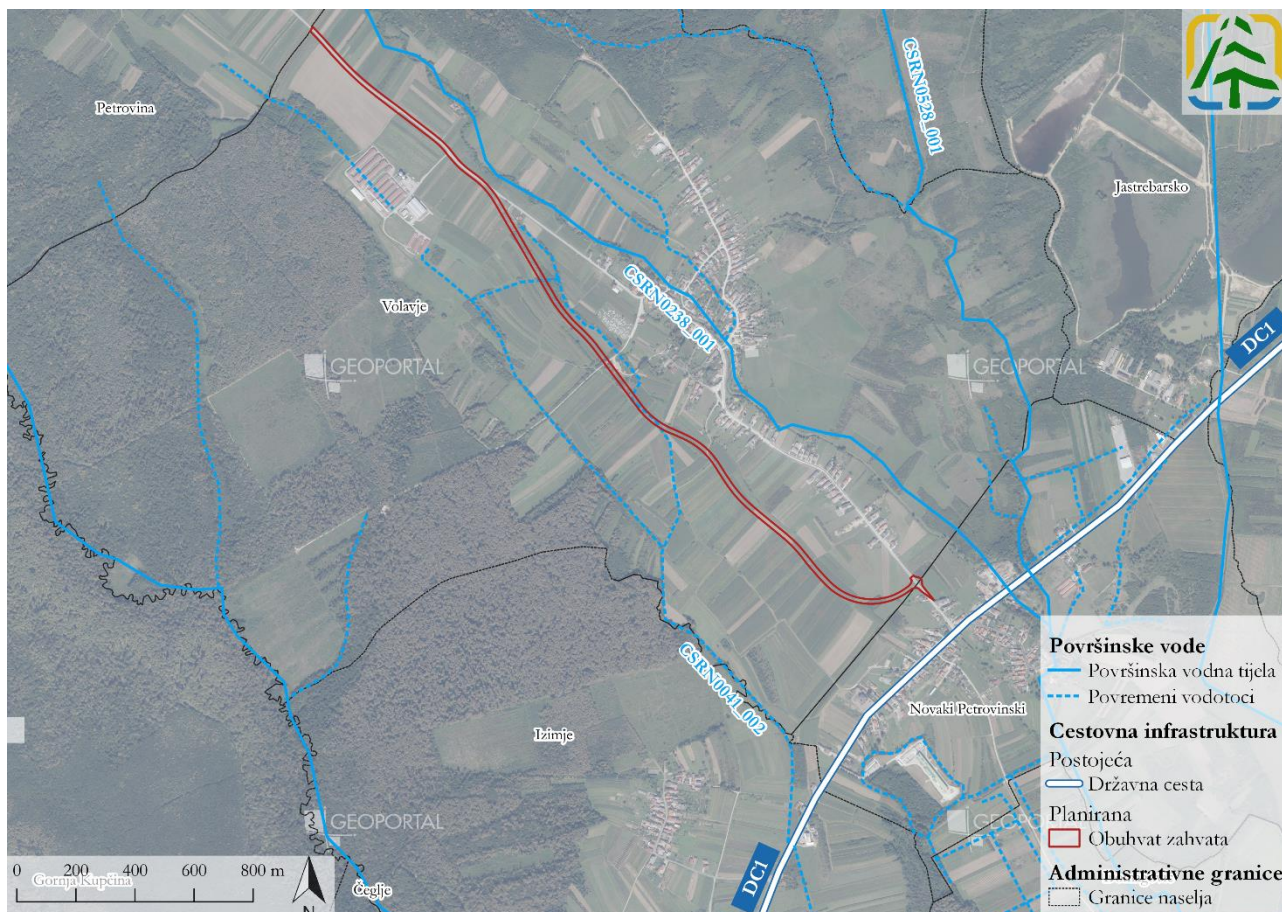 Petrovina
CSRN0528_001
Jastrebarsko
CSRN0238_001
Volavje
DC1
GEOPORTAL
GEOPORTAL
CSRN0041_002
Novaki Petrovinski
Izimje
GEOPORTAL
GEOPO
DC1
Površinske vode
Površinska vodna tijela
Povremeni vodotoci
Cestovna infrastruktura
Postojeća
Državna cesta
Planirana
Obuhvat zahvata
Administrativne granice
Granice naselja
0 200 400 600 800 m
Gornja Kupčina
Čeglje
N